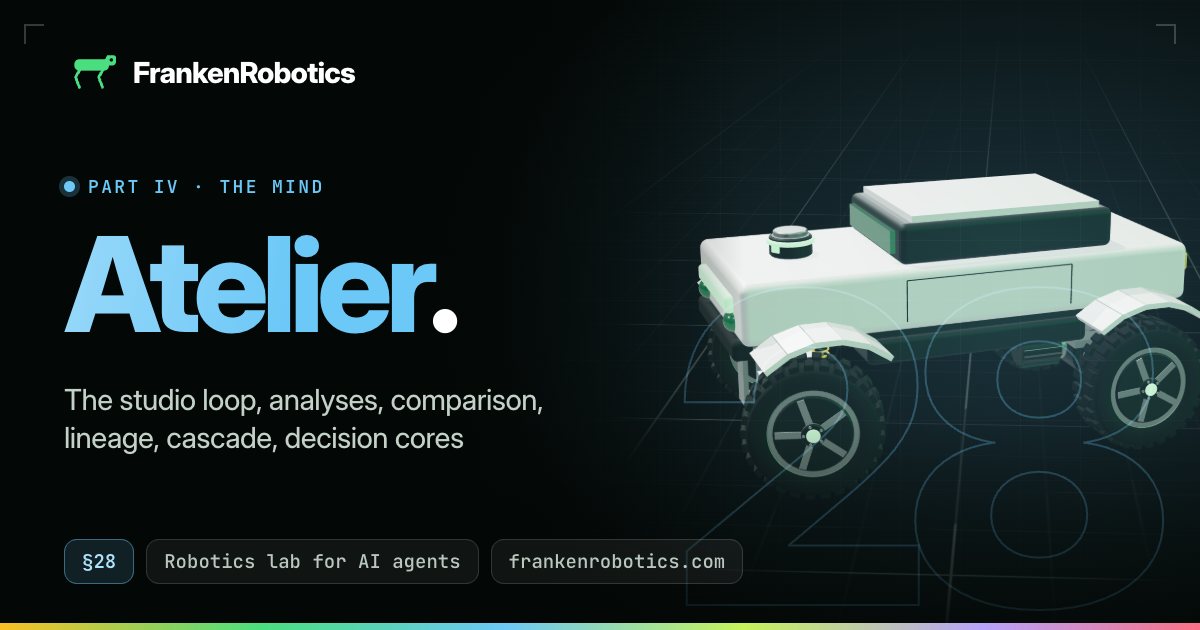 FrankenRobotics
PART IV · THE MIND
Atelier.
The studio loop, analyses, comparison,
lineage, cascade, decision cores
28
§28
Robotics lab for AI agents
frankenrobotics.com